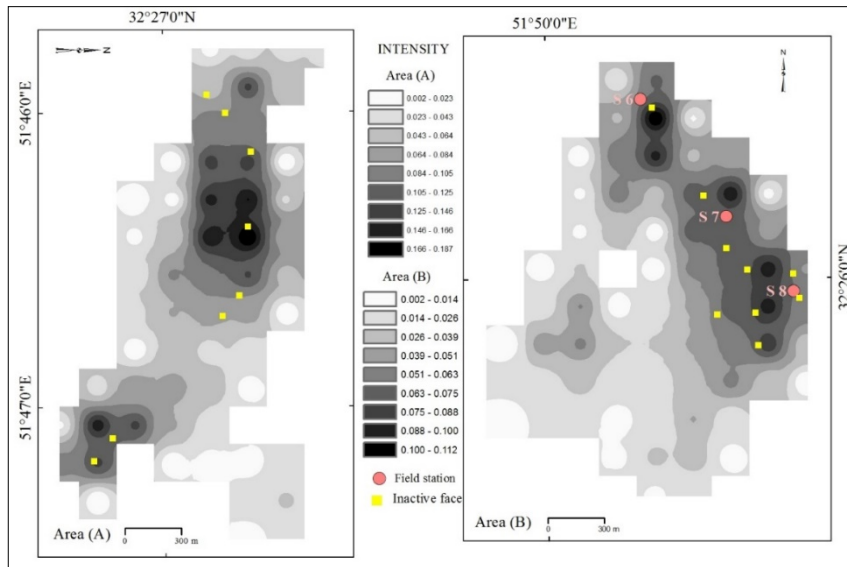 32°27'0"N
51°46'0"E
51°47'0"E
N
Area (A)
0 300 m
INTENSITY
Area (A)
0.002 - 0.023
0.023 - 0.043
0.043 - 0.064
0.064 - 0.084
0.084 - 0.105
0.105 - 0.125
0.125 - 0.146
0.146 - 0.166
0.166 - 0.187
Area (B)
0.002 - 0.014
0.014 - 0.026
0.026 - 0.039
0.039 - 0.051
0.051 - 0.063
0.063 - 0.075
0.075 - 0.088
0.088 - 0.100
0.100 - 0.112
Field station
Inactive face
51°50'0"E
N
S 6
S 7
S 8
32°26'0"N
Area (B)
0 300 m